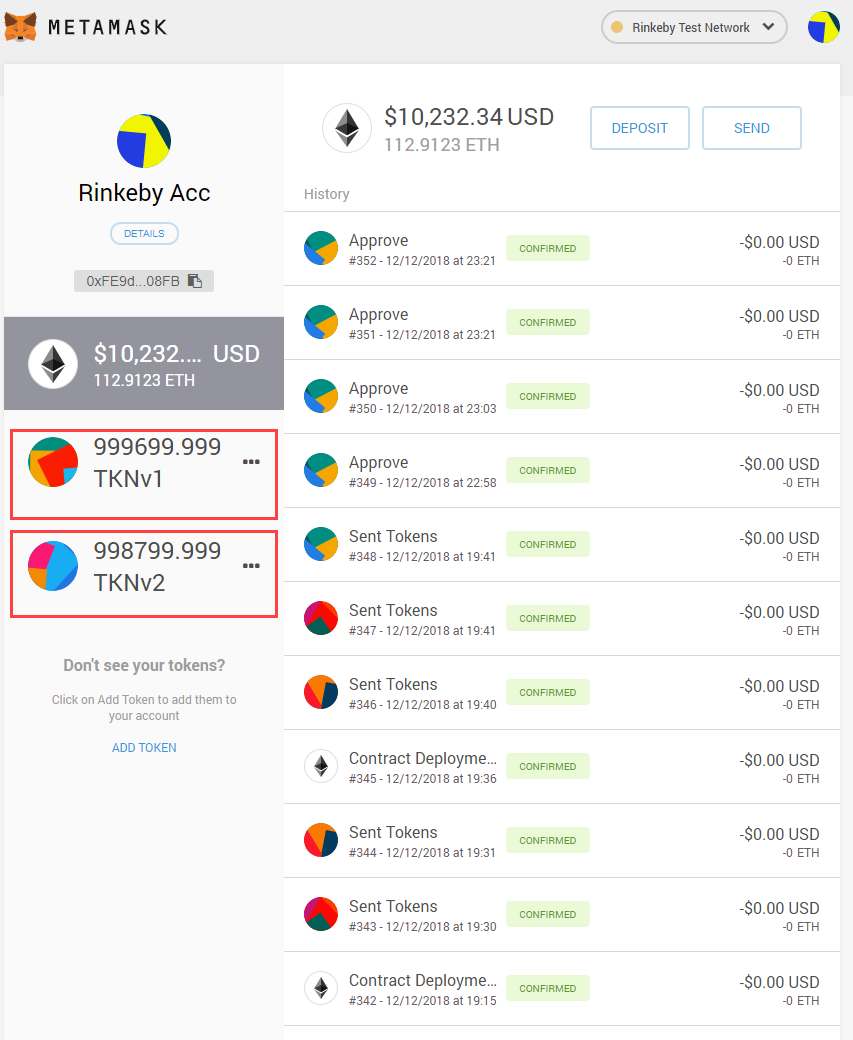 METAMASK
Rinkeby Test Network
Rinkeby Acc
DETAILS
0xFE9d...08FB
$10,232.... USD
112.9123 ETH
999699.999
TKNv1
998799.999
TKNv2
Don't see your tokens?
Click on Add Token to add them to
your account
ADD TOKEN
$10,232.34 USD
112.9123 ETH
DEPOSIT
SEND
History
Approve
#352 - 12/12/2018 at 23:21
CONFIRMED
-$0.00 USD
-0 ETH
Approve
#351 - 12/12/2018 at 23:21
CONFIRMED
-$0.00 USD
-0 ETH
Approve
#350 - 12/12/2018 at 23:03
CONFIRMED
-$0.00 USD
-0 ETH
Approve
#349 - 12/12/2018 at 22:58
CONFIRMED
-$0.00 USD
-0 ETH
Sent Tokens
#348 - 12/12/2018 at 19:41
CONFIRMED
-$0.00 USD
-0 ETH
Sent Tokens
#347 - 12/12/2018 at 19:41
CONFIRMED
-$0.00 USD
-0 ETH
Sent Tokens
#346 - 12/12/2018 at 19:40
CONFIRMED
-$0.00 USD
-0 ETH
Contract Deployme...
#345 - 12/12/2018 at 19:36
CONFIRMED
-$0.00 USD
-0 ETH
Sent Tokens
#344 - 12/12/2018 at 19:31
CONFIRMED
-$0.00 USD
-0 ETH
Sent Tokens
#343 - 12/12/2018 at 19:30
CONFIRMED
-$0.00 USD
-0 ETH
Contract Deployme...
#342 - 12/12/2018 at 19:15
CONFIRMED
-$0.00 USD
-0 ETH